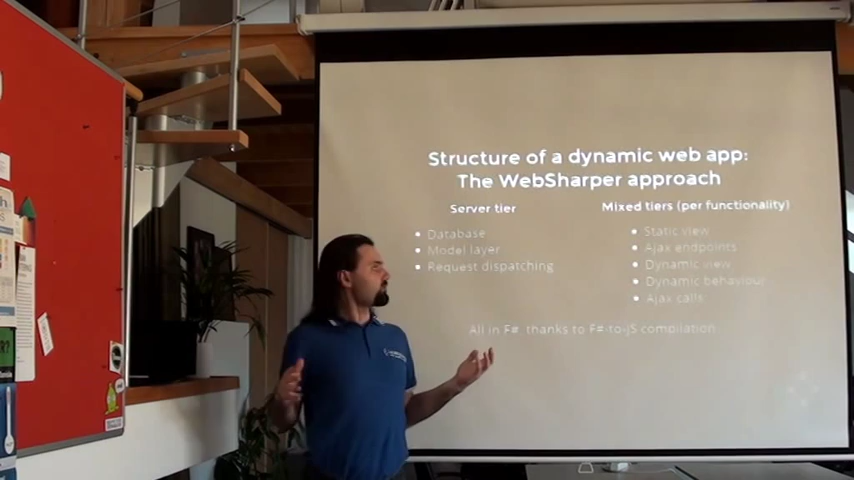 Structure of a dynamic web app:
The WebSharper approach
Server tier
Mixed tiers (per functionality)
• Database
• Model layer
• Request dispatching
• Static view
• Ajax endpoints
• Dynamic view
• Dynamic behaviour
• Ajax calls
All in F# thanks to F#-to-JS compilation